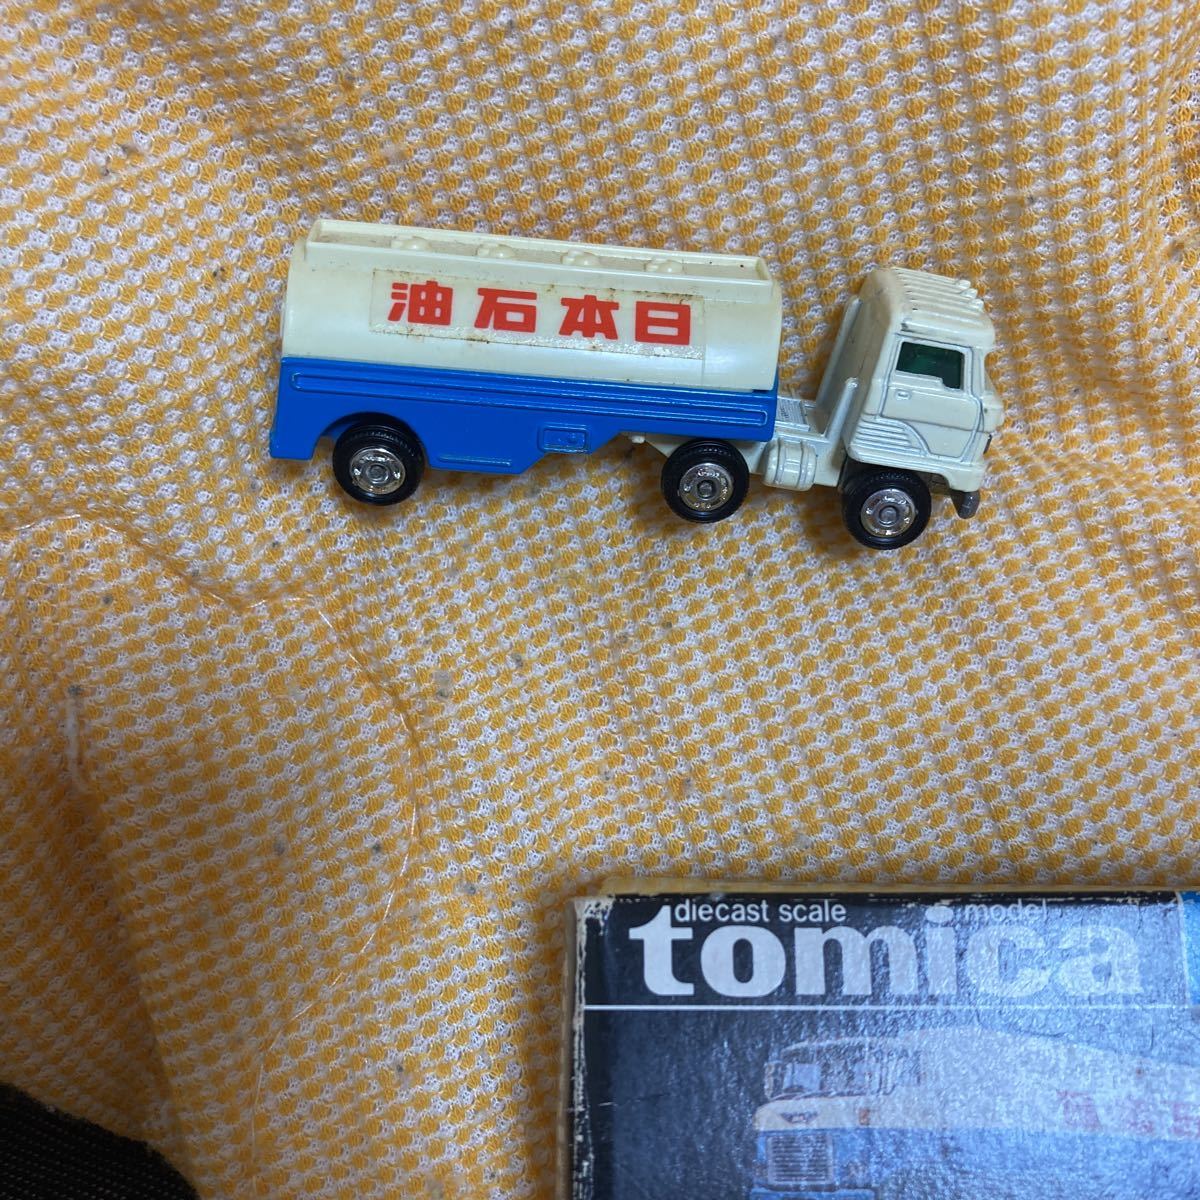 油石本日
diecast scale model
tomica